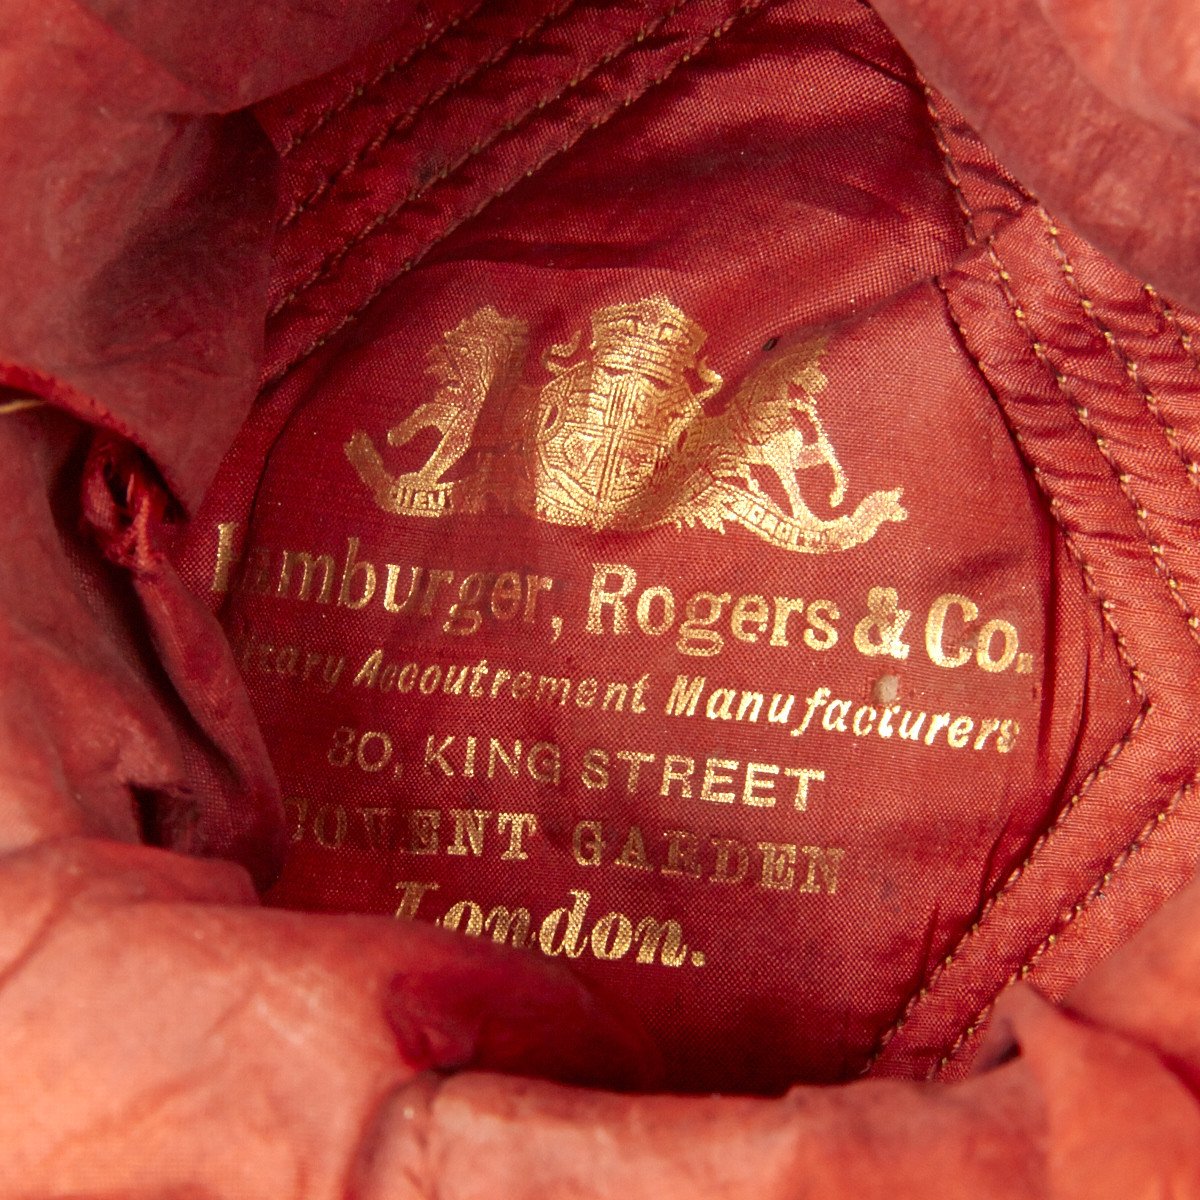 Hamburger, Rogers & Co.
Accoutrement Manufacturers
30, KING STREET
COVENT GARDEN
London.